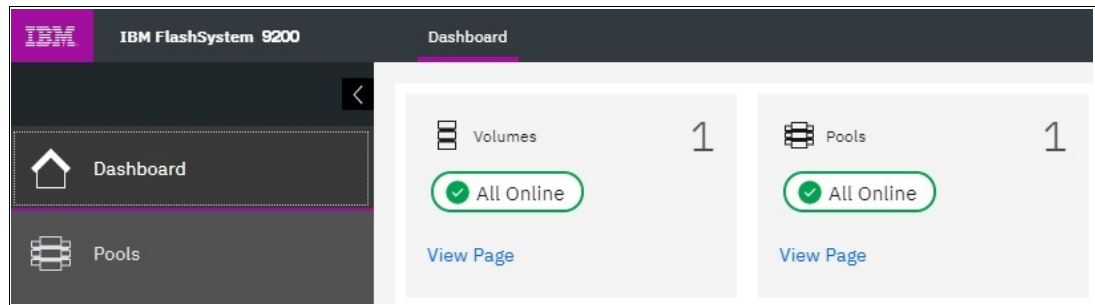 IBM IBM FlashSystem 9200 Dashboard
Dashboard
Pools
Volumes 1
All Online
View Page
Pools 1
All Online
View Page